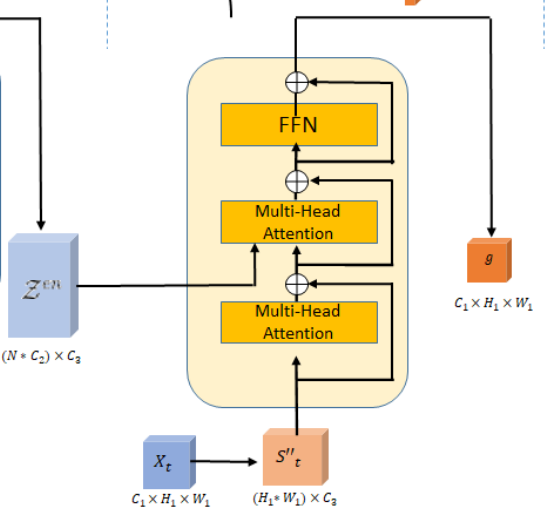 FFN
Multi-Head
Attention
g
𝒵ᵉⁿ
C₁ × H₁ × W₁
Multi-Head
Attention
(N * C₂) × C₃
Xₜ
S″ₜ
C₁ × H₁ × W₁
(H₁* W₁) × C₃